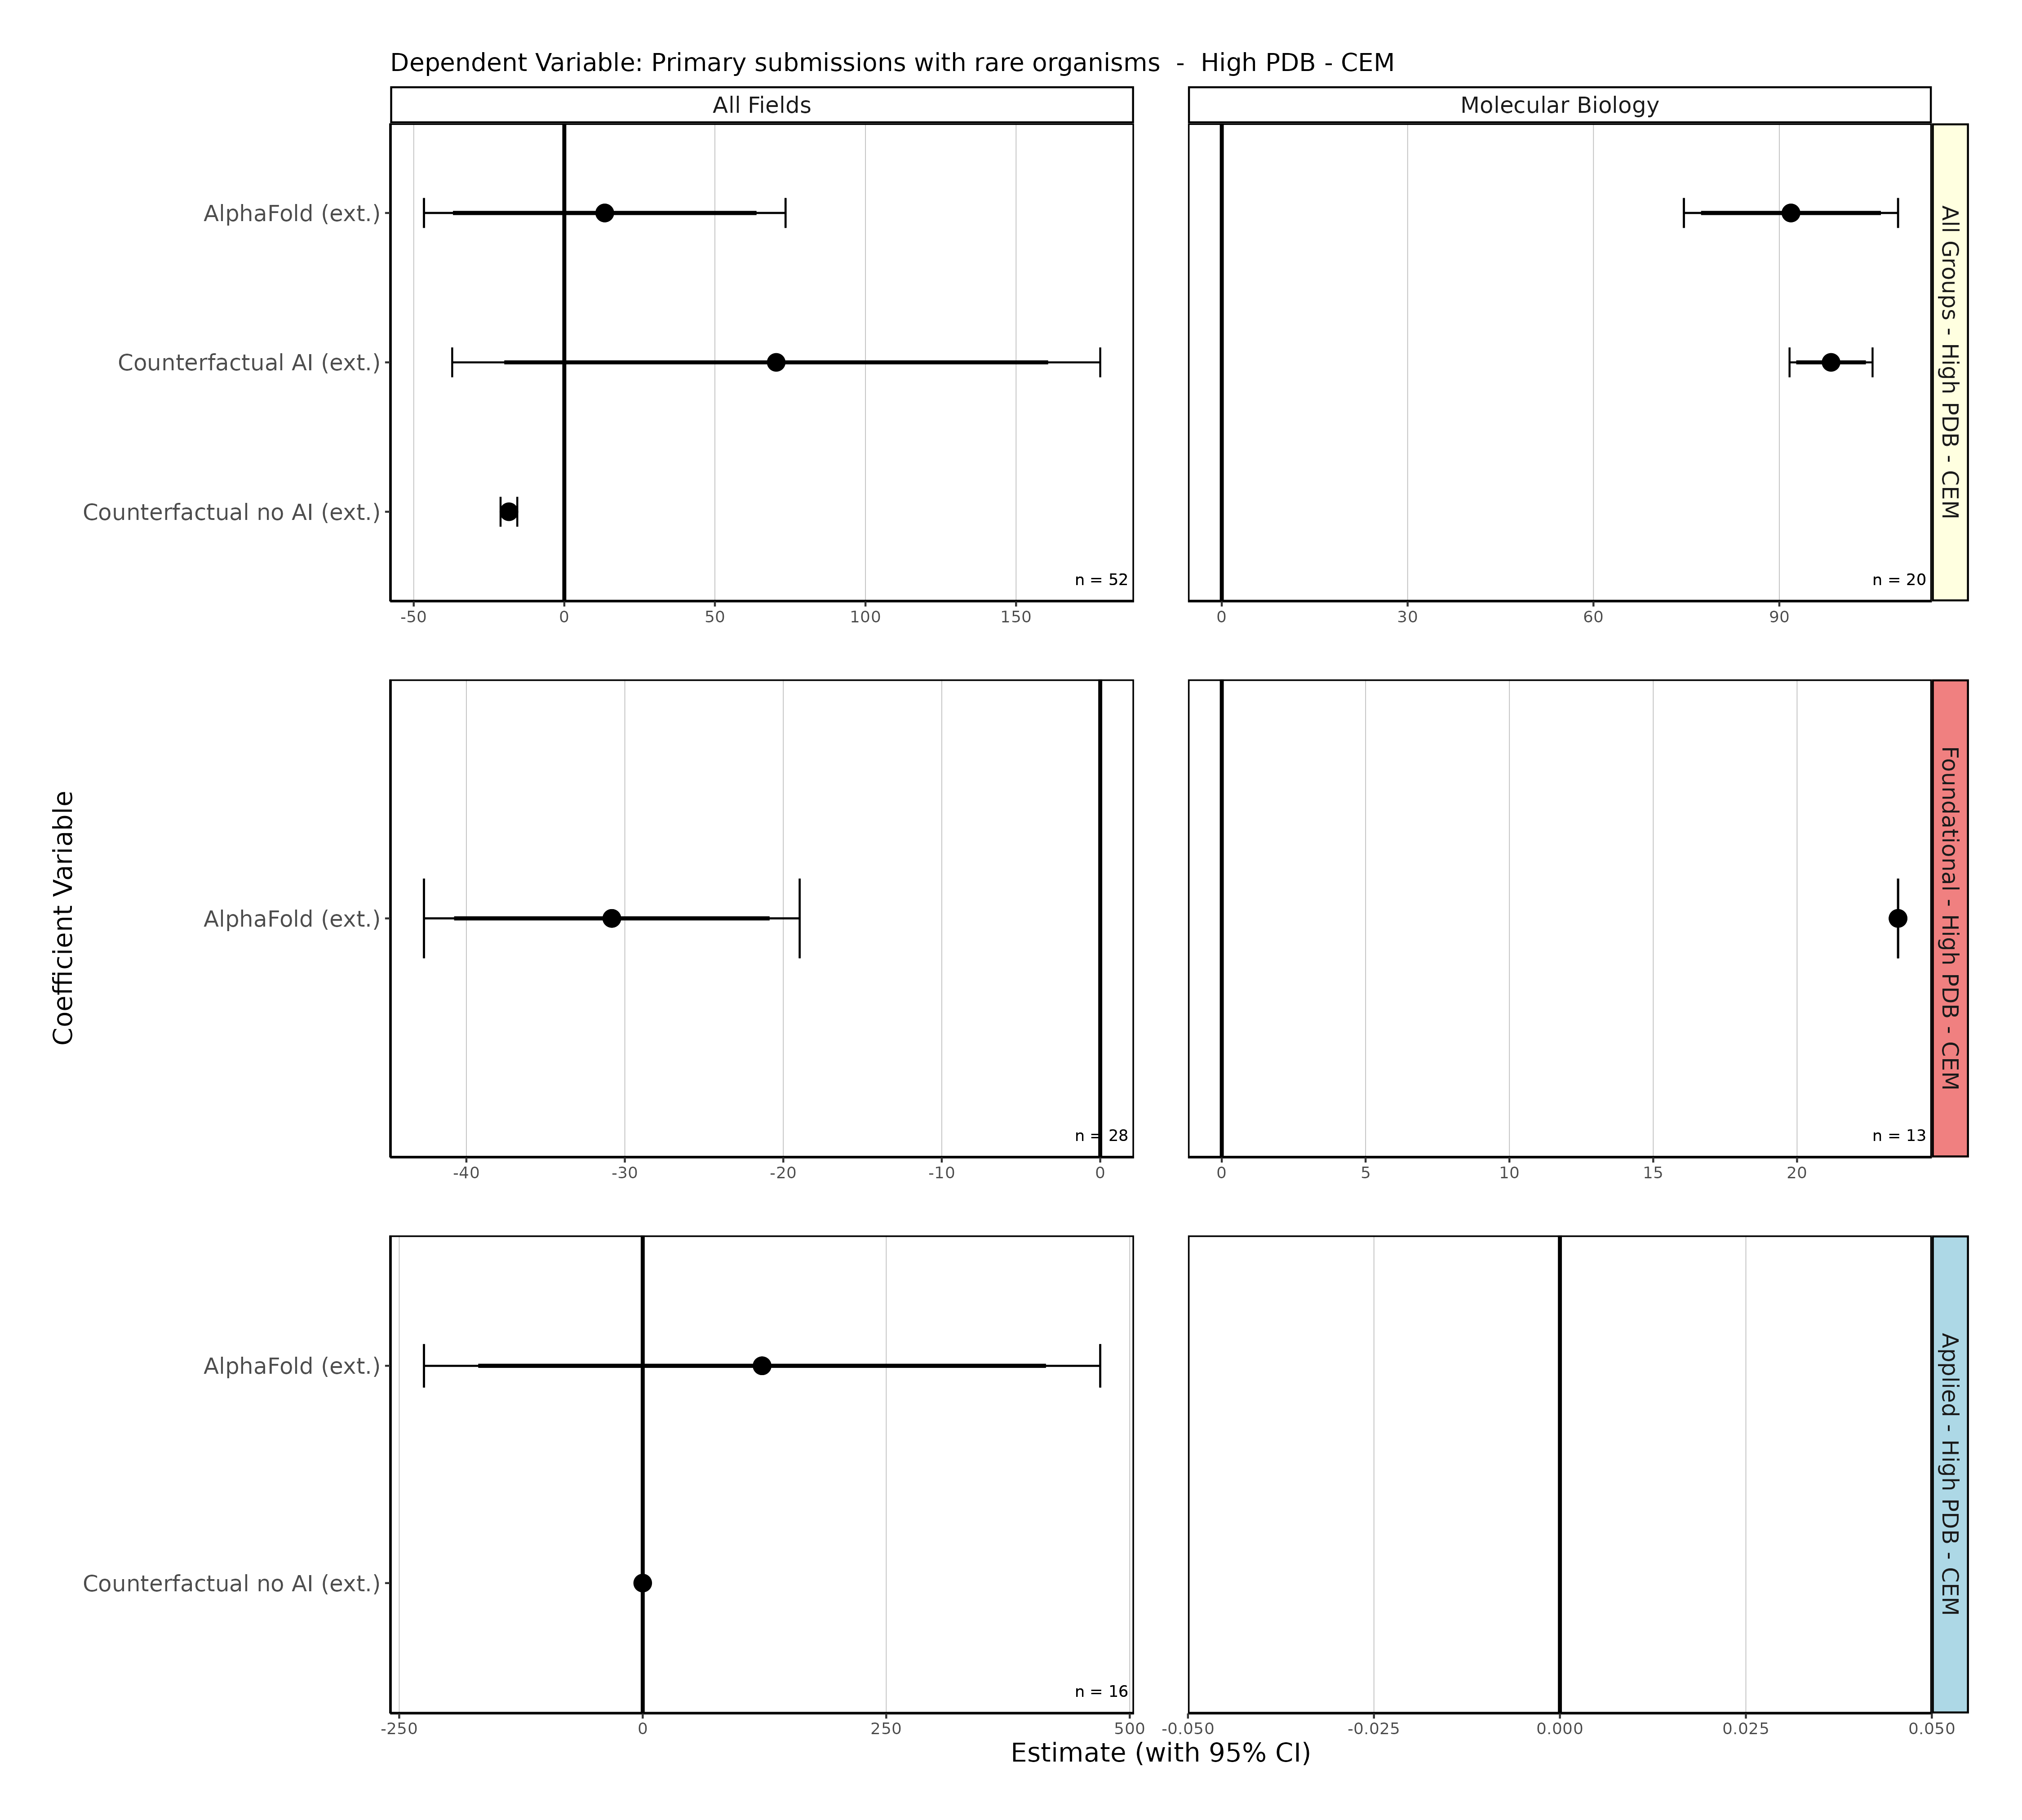 Dependent Variable: Primary submissions with rare organisms  -  High PDB - CEM
All Fields
Molecular Biology
AlphaFold (ext.)
Counterfactual AI (ext.)
Counterfactual no AI (ext.)
n = 52
n = 20
-50 0 50 100 150
0 30 60 90
All Groups - High PDB - CEM
Coefficient Variable
AlphaFold (ext.)
n = 28
n = 13
-40 -30 -20 -10 0
0 5 10 15 20
Foundational - High PDB - CEM
AlphaFold (ext.)
Counterfactual no AI (ext.)
n = 16
-250 0 250 500
-0.050 -0.025 0.000 0.025 0.050
Applied - High PDB - CEM
Estimate (with 95% CI)